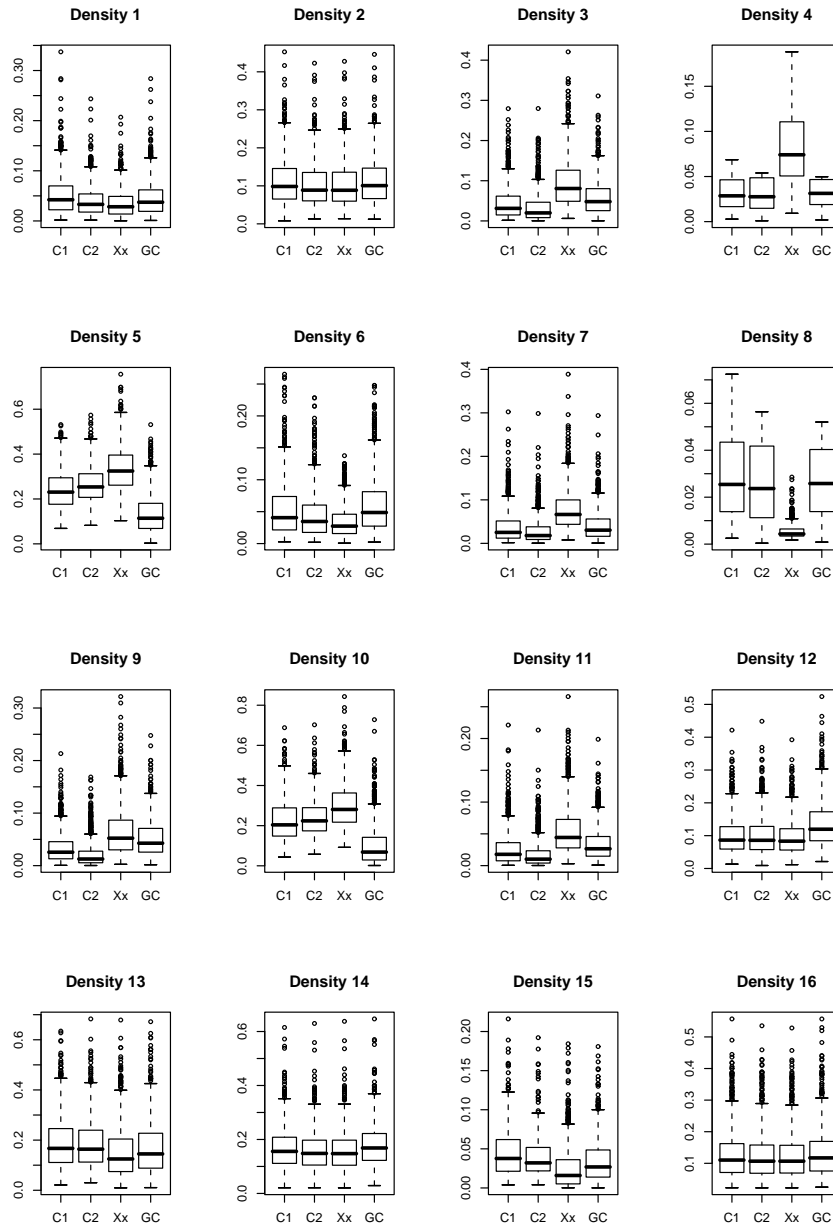 Density 1
Density 2
Density 3
Density 4
0.00 0.10 0.20 0.30
0.0 0.1 0.2 0.3 0.4
0.0 0.1 0.2 0.3 0.4
0.00 0.05 0.10 0.15
C1 C2 Xx GC
C1 C2 Xx GC
C1 C2 Xx GC
C1 C2 Xx GC
Density 5
Density 6
Density 7
Density 8
0.0 0.2 0.4 0.6
0.00 0.10 0.20
0.0 0.1 0.2 0.3 0.4
0.00 0.02 0.04 0.06
C1 C2 Xx GC
C1 C2 Xx GC
C1 C2 Xx GC
C1 C2 Xx GC
Density 9
Density 10
Density 11
Density 12
0.00 0.10 0.20 0.30
0.0 0.2 0.4 0.6 0.8
0.00 0.10 0.20
0.0 0.1 0.2 0.3 0.4 0.5
C1 C2 Xx GC
C1 C2 Xx GC
C1 C2 Xx GC
C1 C2 Xx GC
Density 13
Density 14
Density 15
Density 16
0.0 0.2 0.4 0.6
0.0 0.2 0.4 0.6
0.00 0.05 0.10 0.15 0.20
0.1 0.2 0.3 0.4 0.5
C1 C2 Xx GC
C1 C2 Xx GC
C1 C2 Xx GC
C1 C2 Xx GC